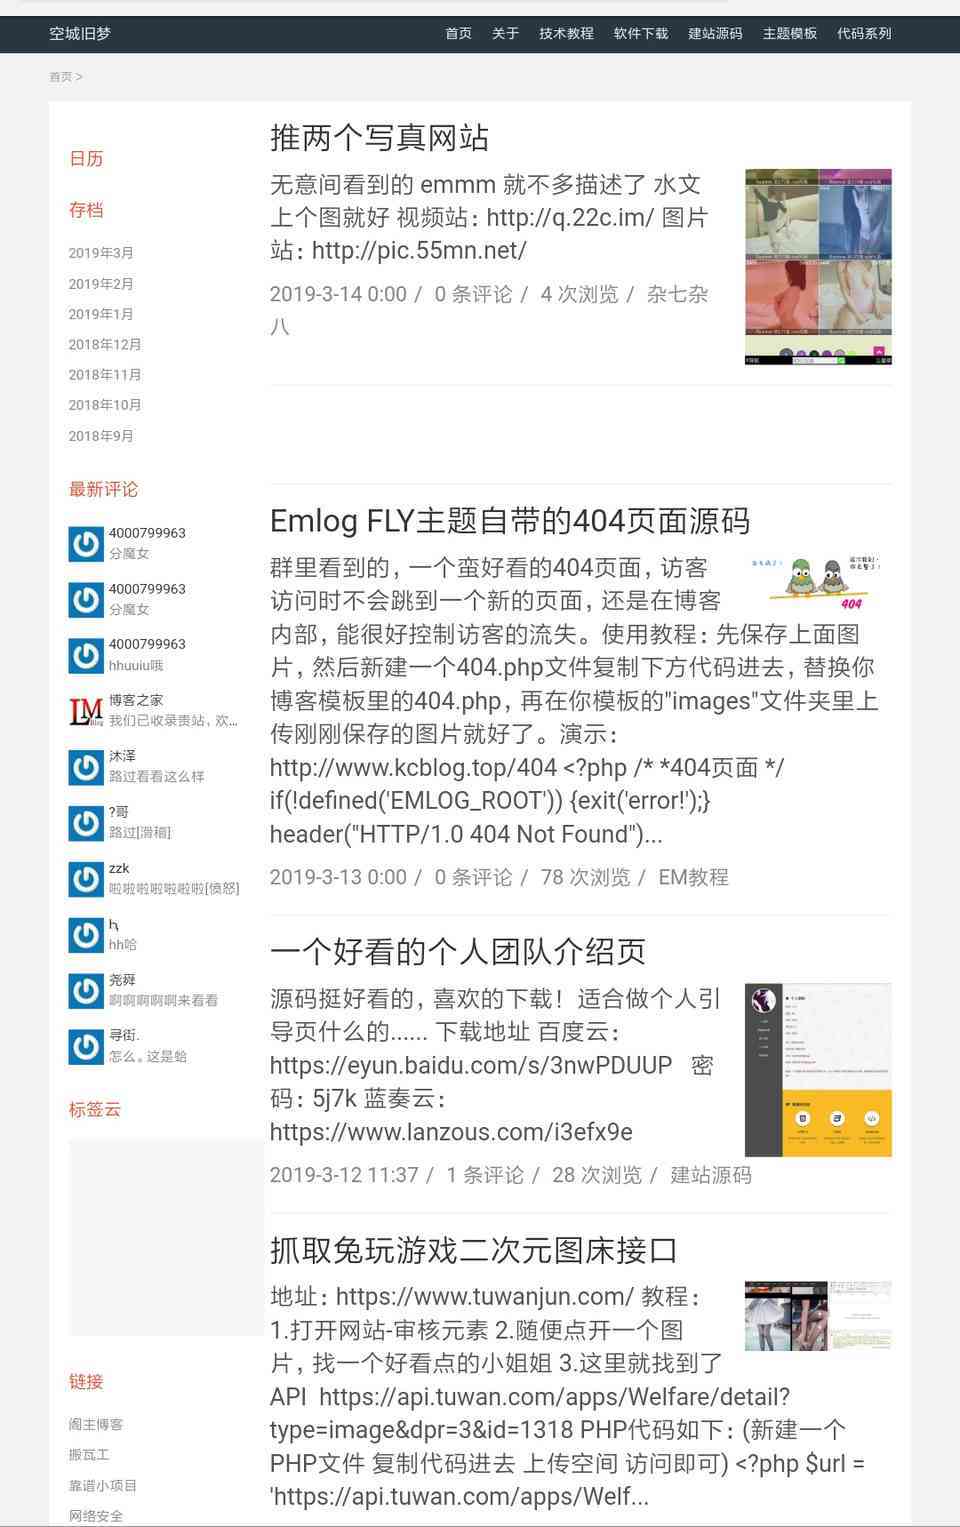 空城旧梦
首页 关于 技术教程 软件下载 建站源码 主题模板 代码系列
首页 >
日历
存档
2019年3月
2019年2月
2019年1月
2018年12月
2018年11月
2018年10月
2018年9月
最新评论
4000799963
分魔女
4000799963
分魔女
4000799963
hhuuiu哦
博客之家
我们已收录贵站，欢...
沐泽
路过看看这么样
?哥
路过[滑稽]
zzk
啦啦啦啦啦啦啦[愤怒]
hh哈
尧舜
啊啊啊啊啊来看看
寻街.
怎么。这是蛤
标签云
链接
阁主博客
搬瓦工
靠谱小项目
网络安全
推两个写真网站
无意间看到的 emmm 就不多描述了 水文
上个图就好 视频站：http://q.22c.im/ 图片
站：http://pic.55mn.net/
2019-3-14 0:00 / 0 条评论 / 4 次浏览 / 杂七杂
八
Emlog FLY主题自带的404页面源码
群里看到的，一个蛮好看的404页面，访客
访问时不会跳到一个新的页面，还是在博客
内部，能很好控制访客的流失。使用教程：先保存上面图
片，然后新建一个404.php文件复制下方代码进去，替换你
博客模板里的404.php，再在你模板的"images"文件夹里上
传刚刚保存的图片就好了。演示：
http://www.kcblog.top/404 <?php /* *404页面 */
if(!defined('EMLOG_ROOT')) {exit('error!');}
header("HTTP/1.0 404 Not Found")...
404
2019-3-13 0:00 / 0 条评论 / 78 次浏览 / EM教程
一个好看的个人团队介绍页
源码挺好看的，喜欢的下载！ 适合做个人引
导页什么的...... 下载地址 百度云：
https://eyun.baidu.com/s/3nwPDUUP 密
码：5j7k 蓝奏云：
https://www.lanzous.com/i3efx9e
2019-3-12 11:37 / 1 条评论 / 28 次浏览 / 建站源码
抓取兔玩游戏二次元图床接口
地址：https://www.tuwanjun.com/ 教程：
1.打开网站-审核元素 2.随便点开一个图
片，找一个好看点的小姐姐 3.这里就找到了
API https://api.tuwan.com/apps/Welfare/detail?
type=image&dpr=3&id=1318 PHP代码如下：(新建一个
PHP文件 复制代码进去 上传空间 访问即可) <?php $url =
'https://api.tuwan.com/apps/Welf...